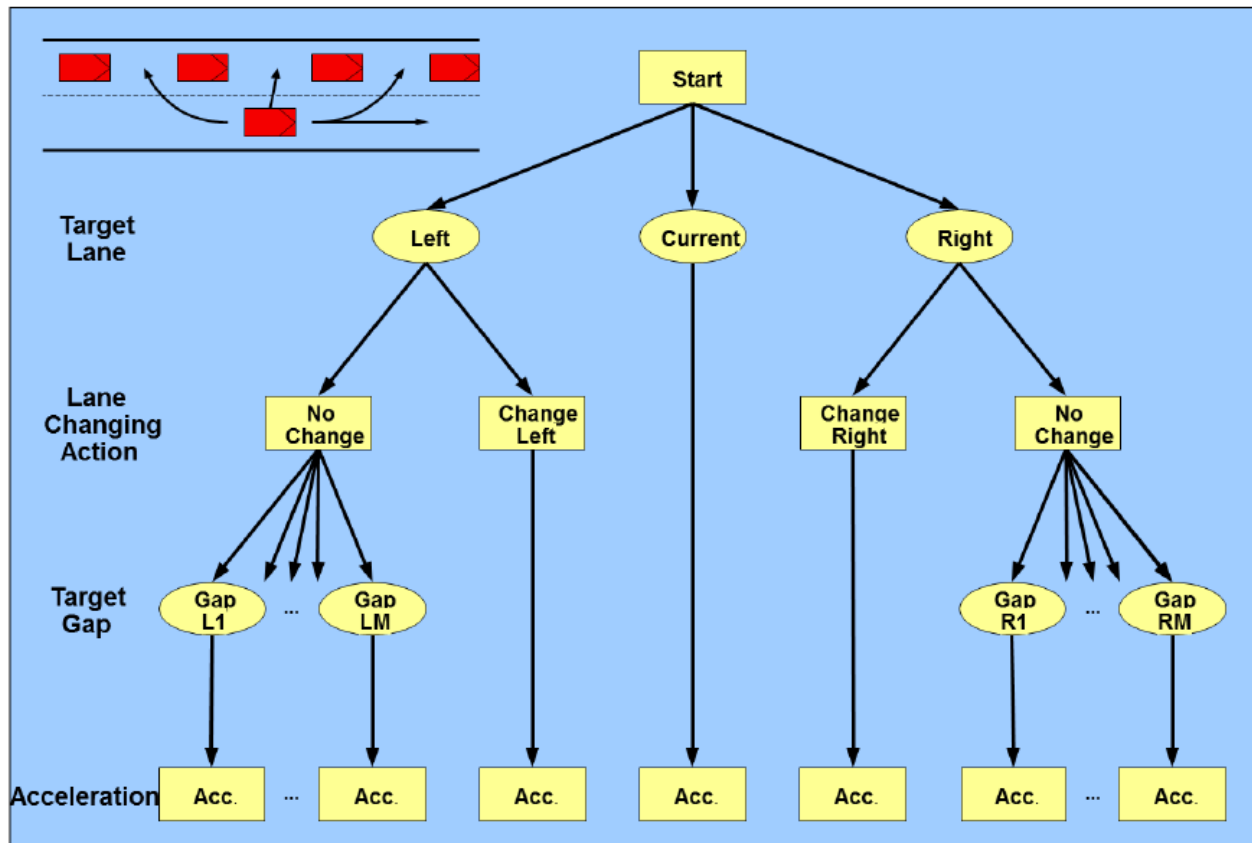 Start
Target
Lane
Left
Current
Right
Lane
Changing
Action
No
Change
Change
Left
Change
Right
No
Change
Target
Gap
Gap
L1
...
Gap
LM
Gap
R1
...
Gap
RM
Acceleration
Acc.
...
Acc.
Acc.
Acc.
Acc.
Acc.
...
Acc.